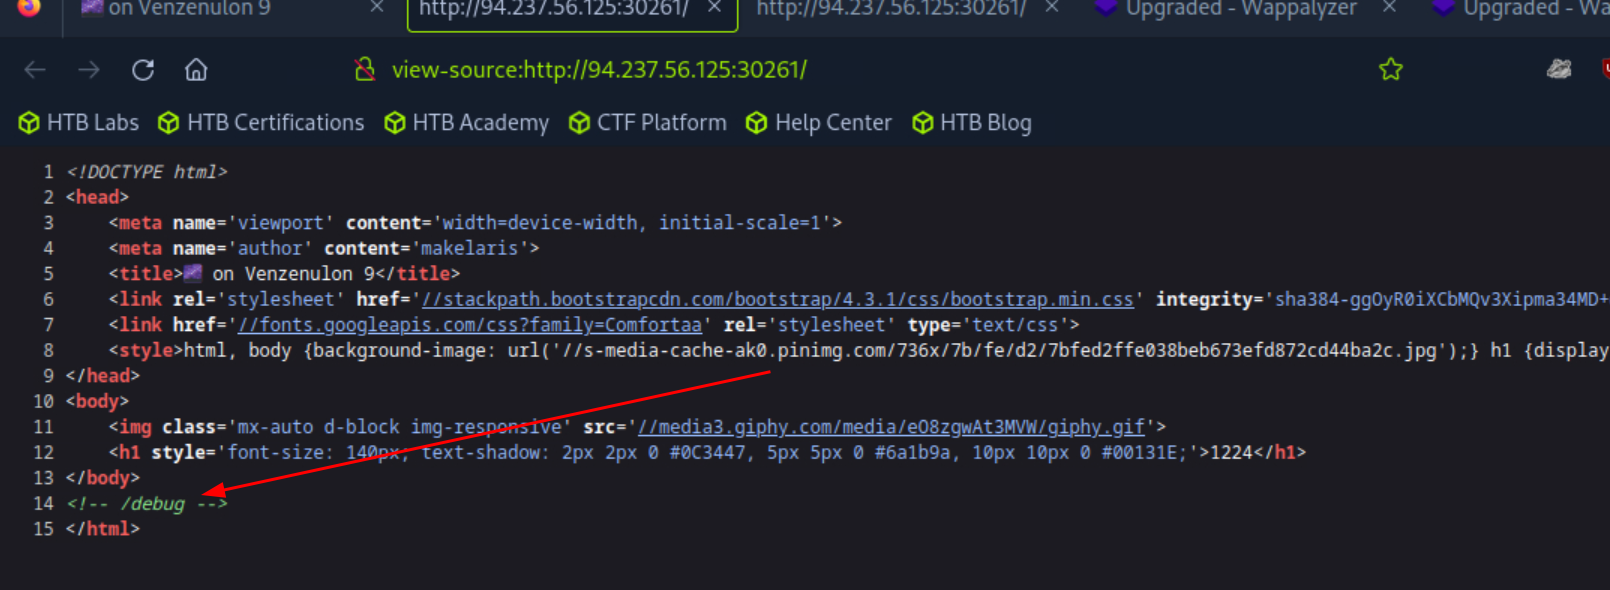 on Venzenulon 9 × http://94.237.56.125:30261/ × http://94.237.56.125:30261/ × Upgraded - Wappalyzer × Upgraded - Wa
view-source:http://94.237.56.125:30261/
HTB Labs HTB Certifications HTB Academy CTF Platform Help Center HTB Blog
1 <!DOCTYPE html>
2 <head>
3 <meta name='viewport' content='width=device-width, initial-scale=1'>
4 <meta name='author' content='makelaris'>
5 <title>🌌 on Venzenulon 9</title>
6 <link rel='stylesheet' href='//stackpath.bootstrapcdn.com/bootstrap/4.3.1/css/bootstrap.min.css' integrity='sha384-ggOyR0iXCbMQv3Xipma34MD+
7 <link href='//fonts.googleapis.com/css?family=Comfortaa' rel='stylesheet' type='text/css'>
8 <style>html, body {background-image: url('//s-media-cache-ak0.pinimg.com/736x/7b/fe/d2/7bfed2ffe038beb673efd872cd44ba2c.jpg');} h1 {display
9 </head>
10 <body>
11 <img class='mx-auto d-block img-responsive' src='//media3.giphy.com/media/eO8zgwAt3MVW/giphy.gif'>
12 <h1 style='font-size: 140px; text-shadow: 2px 2px 0 #0C3447, 5px 5px 0 #6a1b9a, 10px 10px 0 #00131E;'>1224</h1>
13 </body>
14 <!-- /debug -->
15 </html>